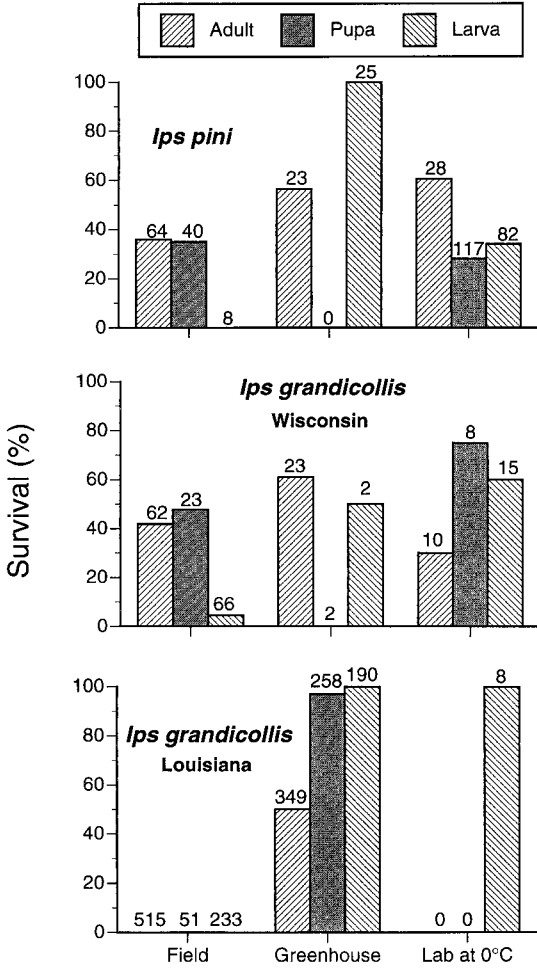 Adult Pupa Larva
Survival (%)
100
80
60
40
20
0
Ips pini
64 40 8
23 0 25
28 117 82
100
80
60
40
20
0
Ips grandicollis
Wisconsin
62 23 66
23 2 2
10 8 15
100
80
60
40
20
0
Ips grandicollis
Louisiana
515 51 233
349 258 190
0 0 8
Field Greenhouse Lab at 0°C